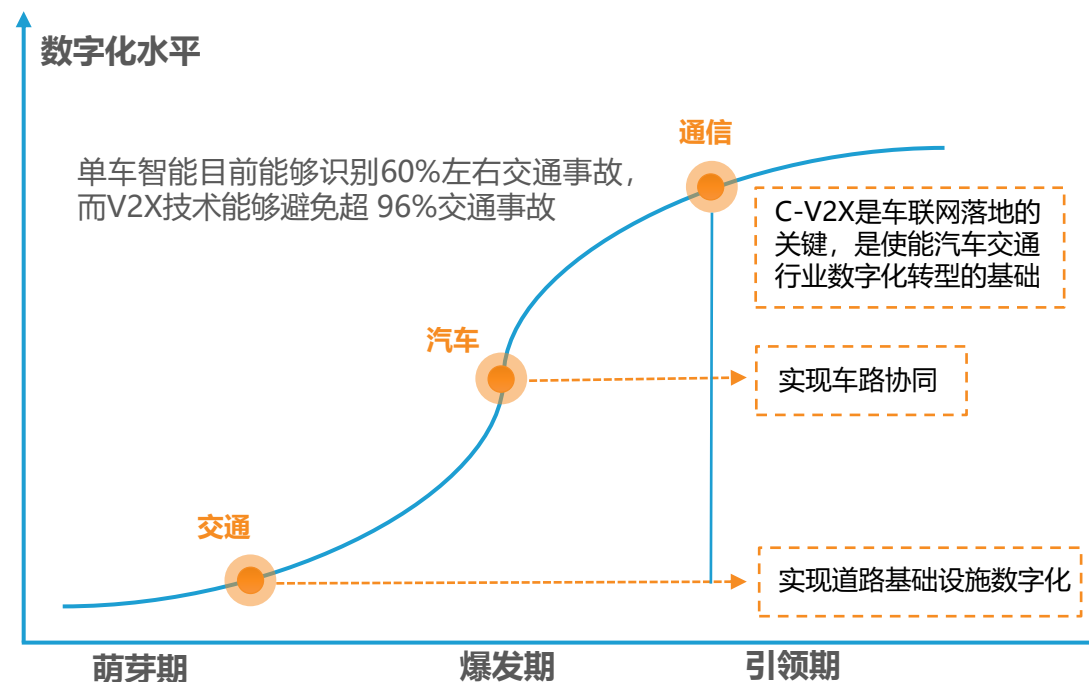 数字化水平
通信
单车智能目前能够识别60%左右交通事故，
而V2X技术能够避免超 96%交通事故
C-V2X是车联网落地的
关键，是使能汽车交通
行业数字化转型的基础
汽车
实现车路协同
交通
实现道路基础设施数字化
萌芽期
爆发期
引领期